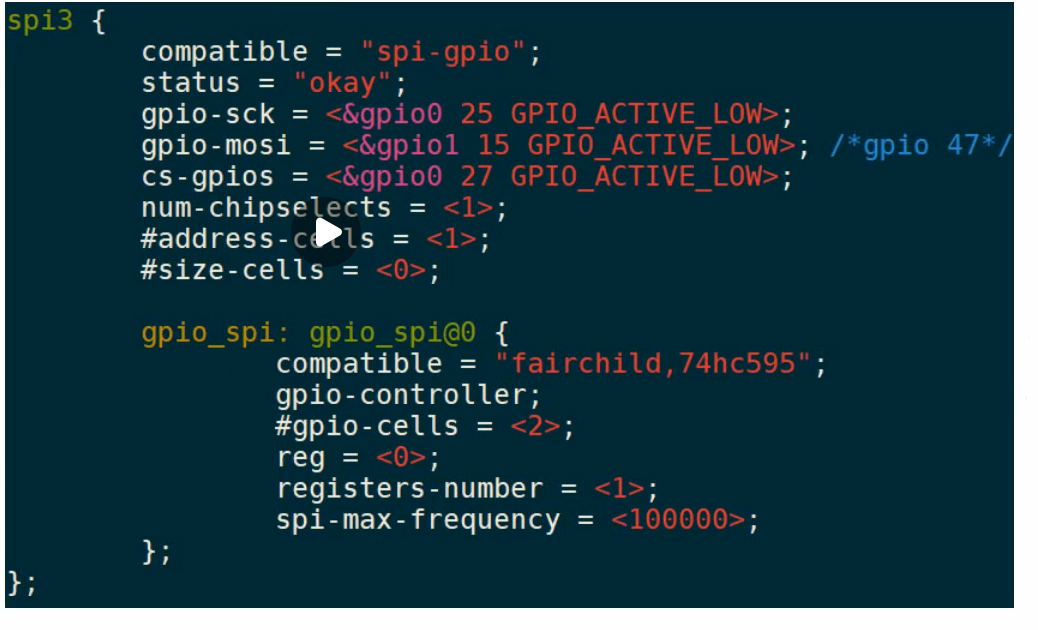 spi3 {
compatible = "spi-gpio";
status = "okay";
gpio-sck = <&gpio0 25 GPIO_ACTIVE_LOW>;
gpio-mosi = <&gpio1 15 GPIO_ACTIVE_LOW>; /*gpio 47*/
cs-gpios = <&gpio0 27 GPIO_ACTIVE_LOW>;
num-chipselects = <1>;
#address-cells = <1>;
#size-cells = <0>;
gpio_spi: gpio_spi@0 {
compatible = "fairchild,74hc595";
gpio-controller;
#gpio-cells = <2>;
reg = <0>;
registers-number = <1>;
spi-max-frequency = <100000>;
};
};